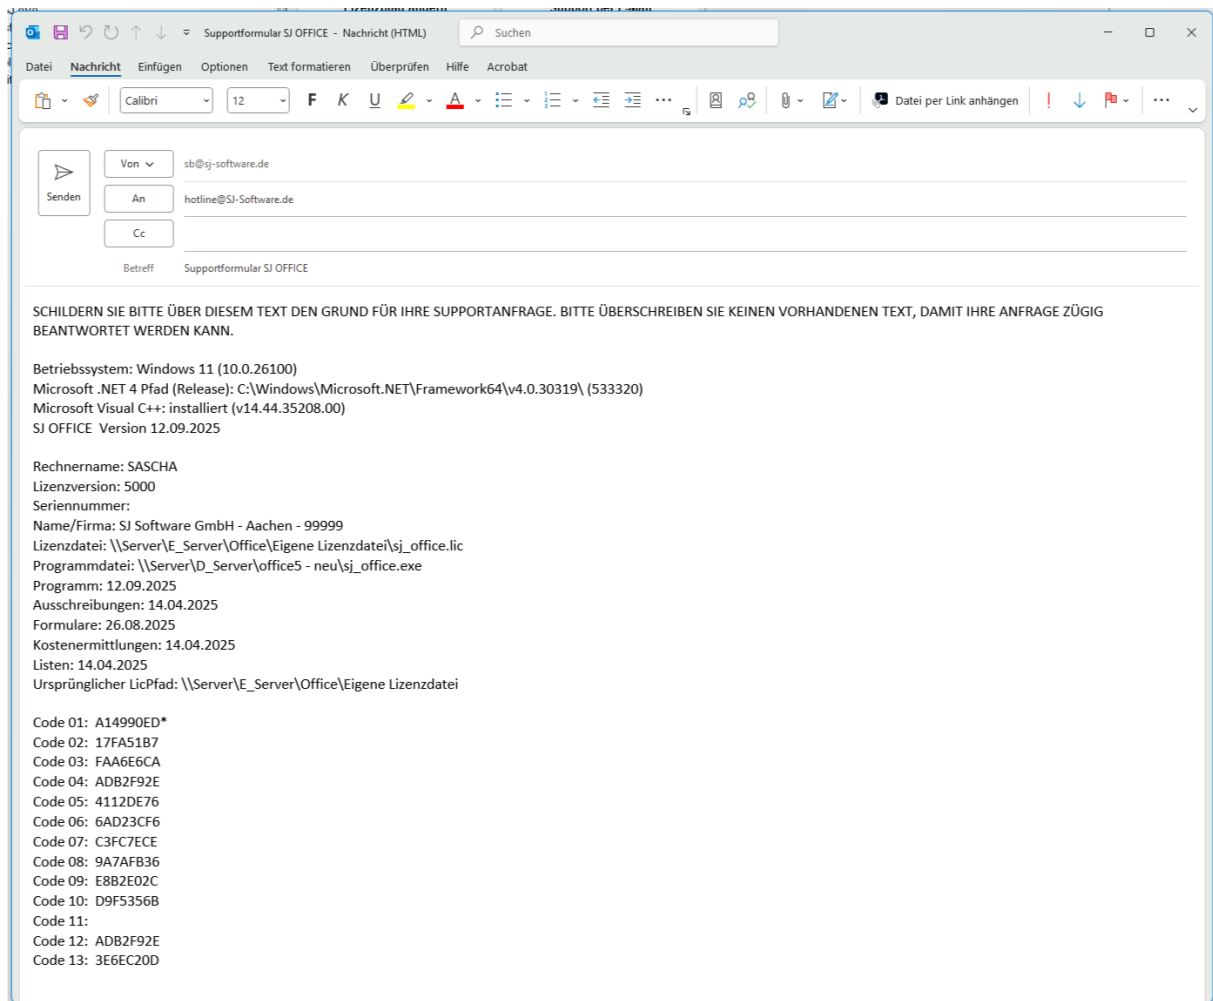 Lizenzplan ändern Support per E-Mail
Supportformular SJ OFFICE - Nachricht (HTML) Suchen
Datei Nachricht Einfügen Optionen Text formatieren Überprüfen Hilfe Acrobat
Calibri 12 F K U A Datei per Link anhängen
Von sb@sj-software.de
Senden
An hotline@SJ-Software.de
Cc
Betreff Supportformular SJ OFFICE
SCHILDERN SIE BITTE ÜBER DIESEM TEXT DEN GRUND FÜR IHRE SUPPORTANFRAGE. BITTE ÜBERSCHREIBEN SIE KEINEN VORHANDENEN TEXT, DAMIT IHRE ANFRAGE ZÜGIG
BEANTWORTET WERDEN KANN.
Betriebssystem: Windows 11 (10.0.26100)
Microsoft .NET 4 Pfad (Release): C:\Windows\Microsoft.NET\Framework64\v4.0.30319\ (533320)
Microsoft Visual C++: installiert (v14.44.35208.00)
SJ OFFICE  Version 12.09.2025
Rechnername: SASCHA
Lizenzversion: 5000
Seriennummer:
Name/Firma: SJ Software GmbH - Aachen - 99999
Lizenzdatei: \\Server\E_Server\Office\Eigene Lizenzdatei\sj_office.lic
Programmdatei: \\Server\D_Server\office5 - neu\sj_office.exe
Programm: 12.09.2025
Ausschreibungen: 14.04.2025
Formulare: 26.08.2025
Kostenermittlungen: 14.04.2025
Listen: 14.04.2025
Ursprünglicher LicPfad: \\Server\E_Server\Office\Eigene Lizenzdatei
Code 01:  A14990ED*
Code 02:  17FA51B7
Code 03:  FAA6E6CA
Code 04:  ADB2F92E
Code 05:  4112DE76
Code 06:  6AD23CF6
Code 07:  C3FC7ECE
Code 08:  9A7AFB36
Code 09:  E8B2E02C
Code 10:  D9F5356B
Code 11:
Code 12:  ADB2F92E
Code 13:  3E6EC20D